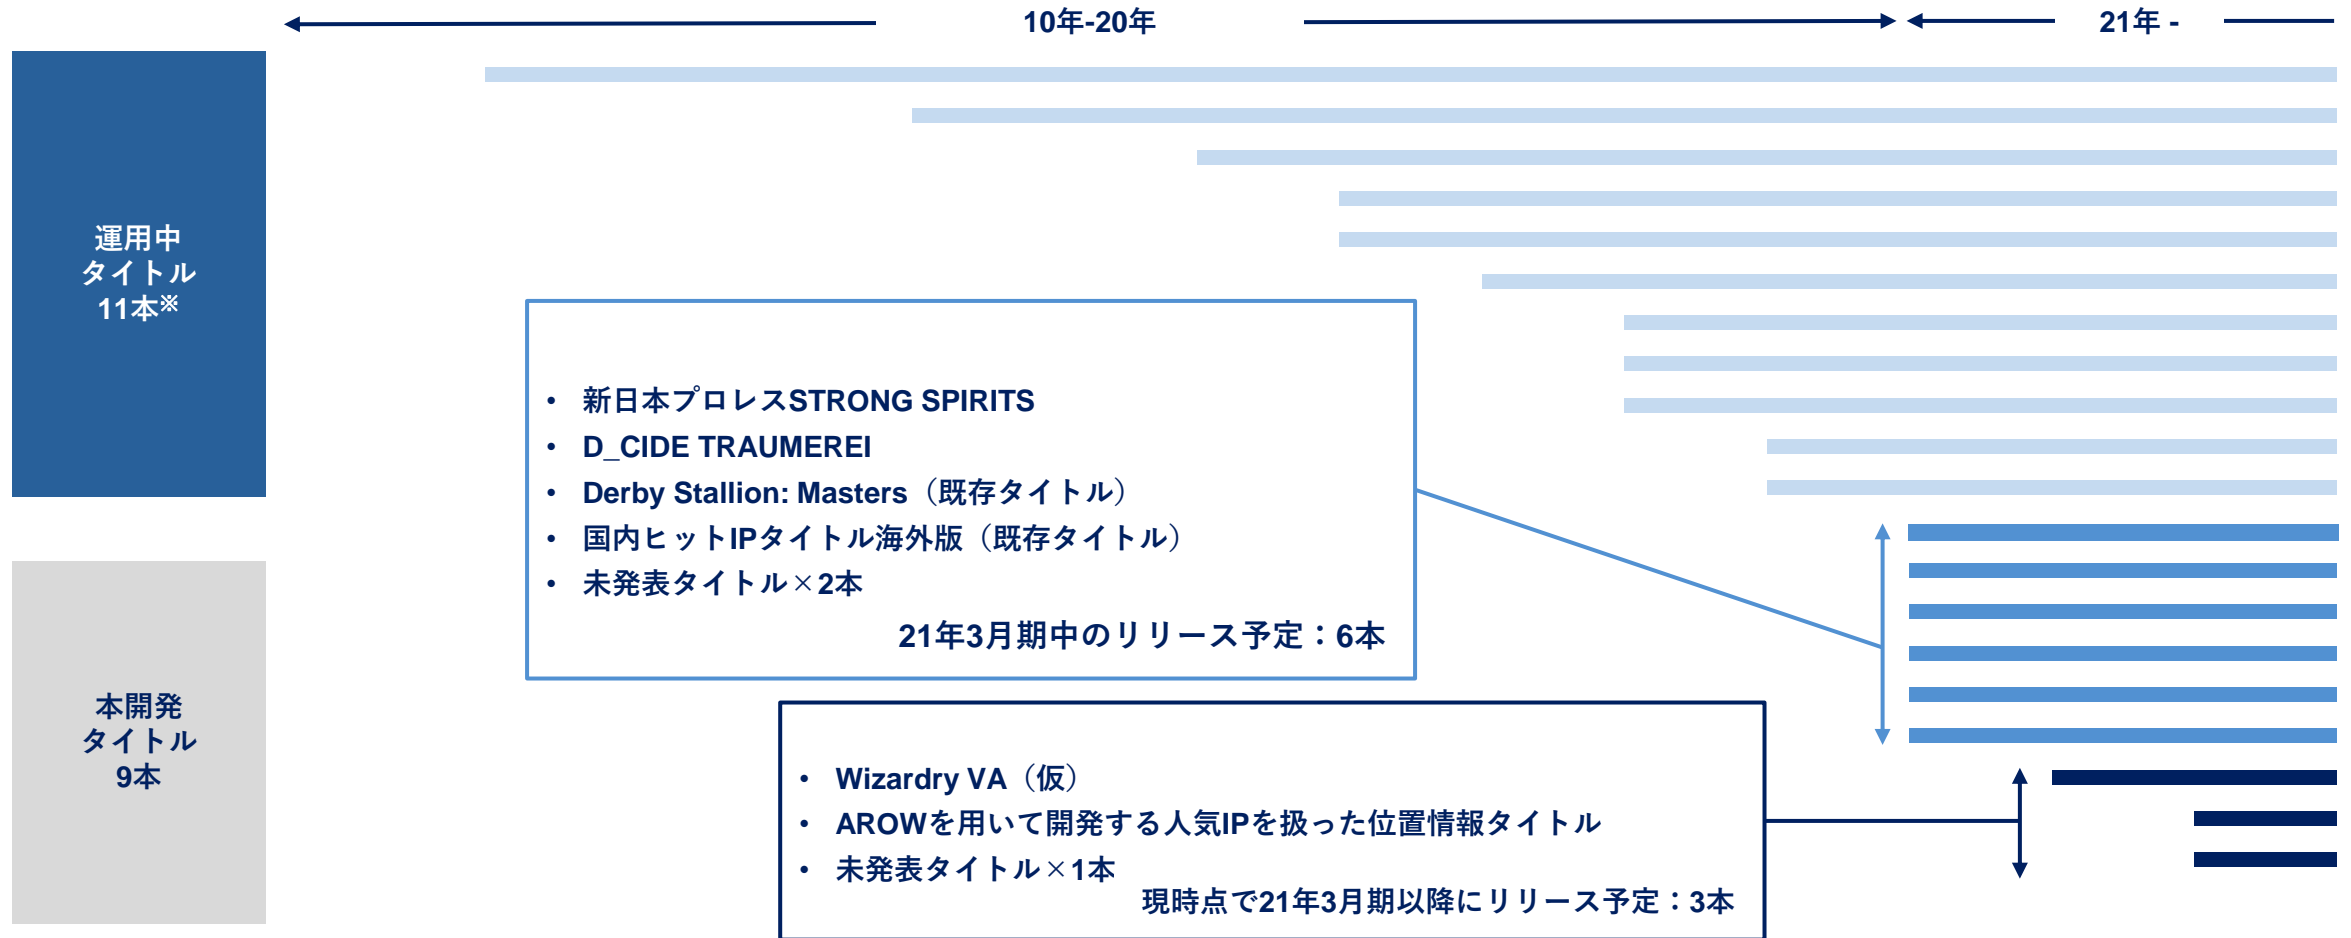 10年-20年
21年 -
運用中
タイトル
11本※
• 新日本プロレスSTRONG SPIRITS
• D_CIDE TRAUMEREI
• Derby Stallion: Masters（既存タイトル）
• 国内ヒットIPタイトル海外版（既存タイトル）
• 未発表タイトル×2本
21年3月期中のリリース予定：6本
本開発
タイトル
9本
• Wizardry VA（仮）
• AROWを用いて開発する人気IPを扱った位置情報タイトル
• 未発表タイトル×1本
現時点で21年3月期以降にリリース予定：3本